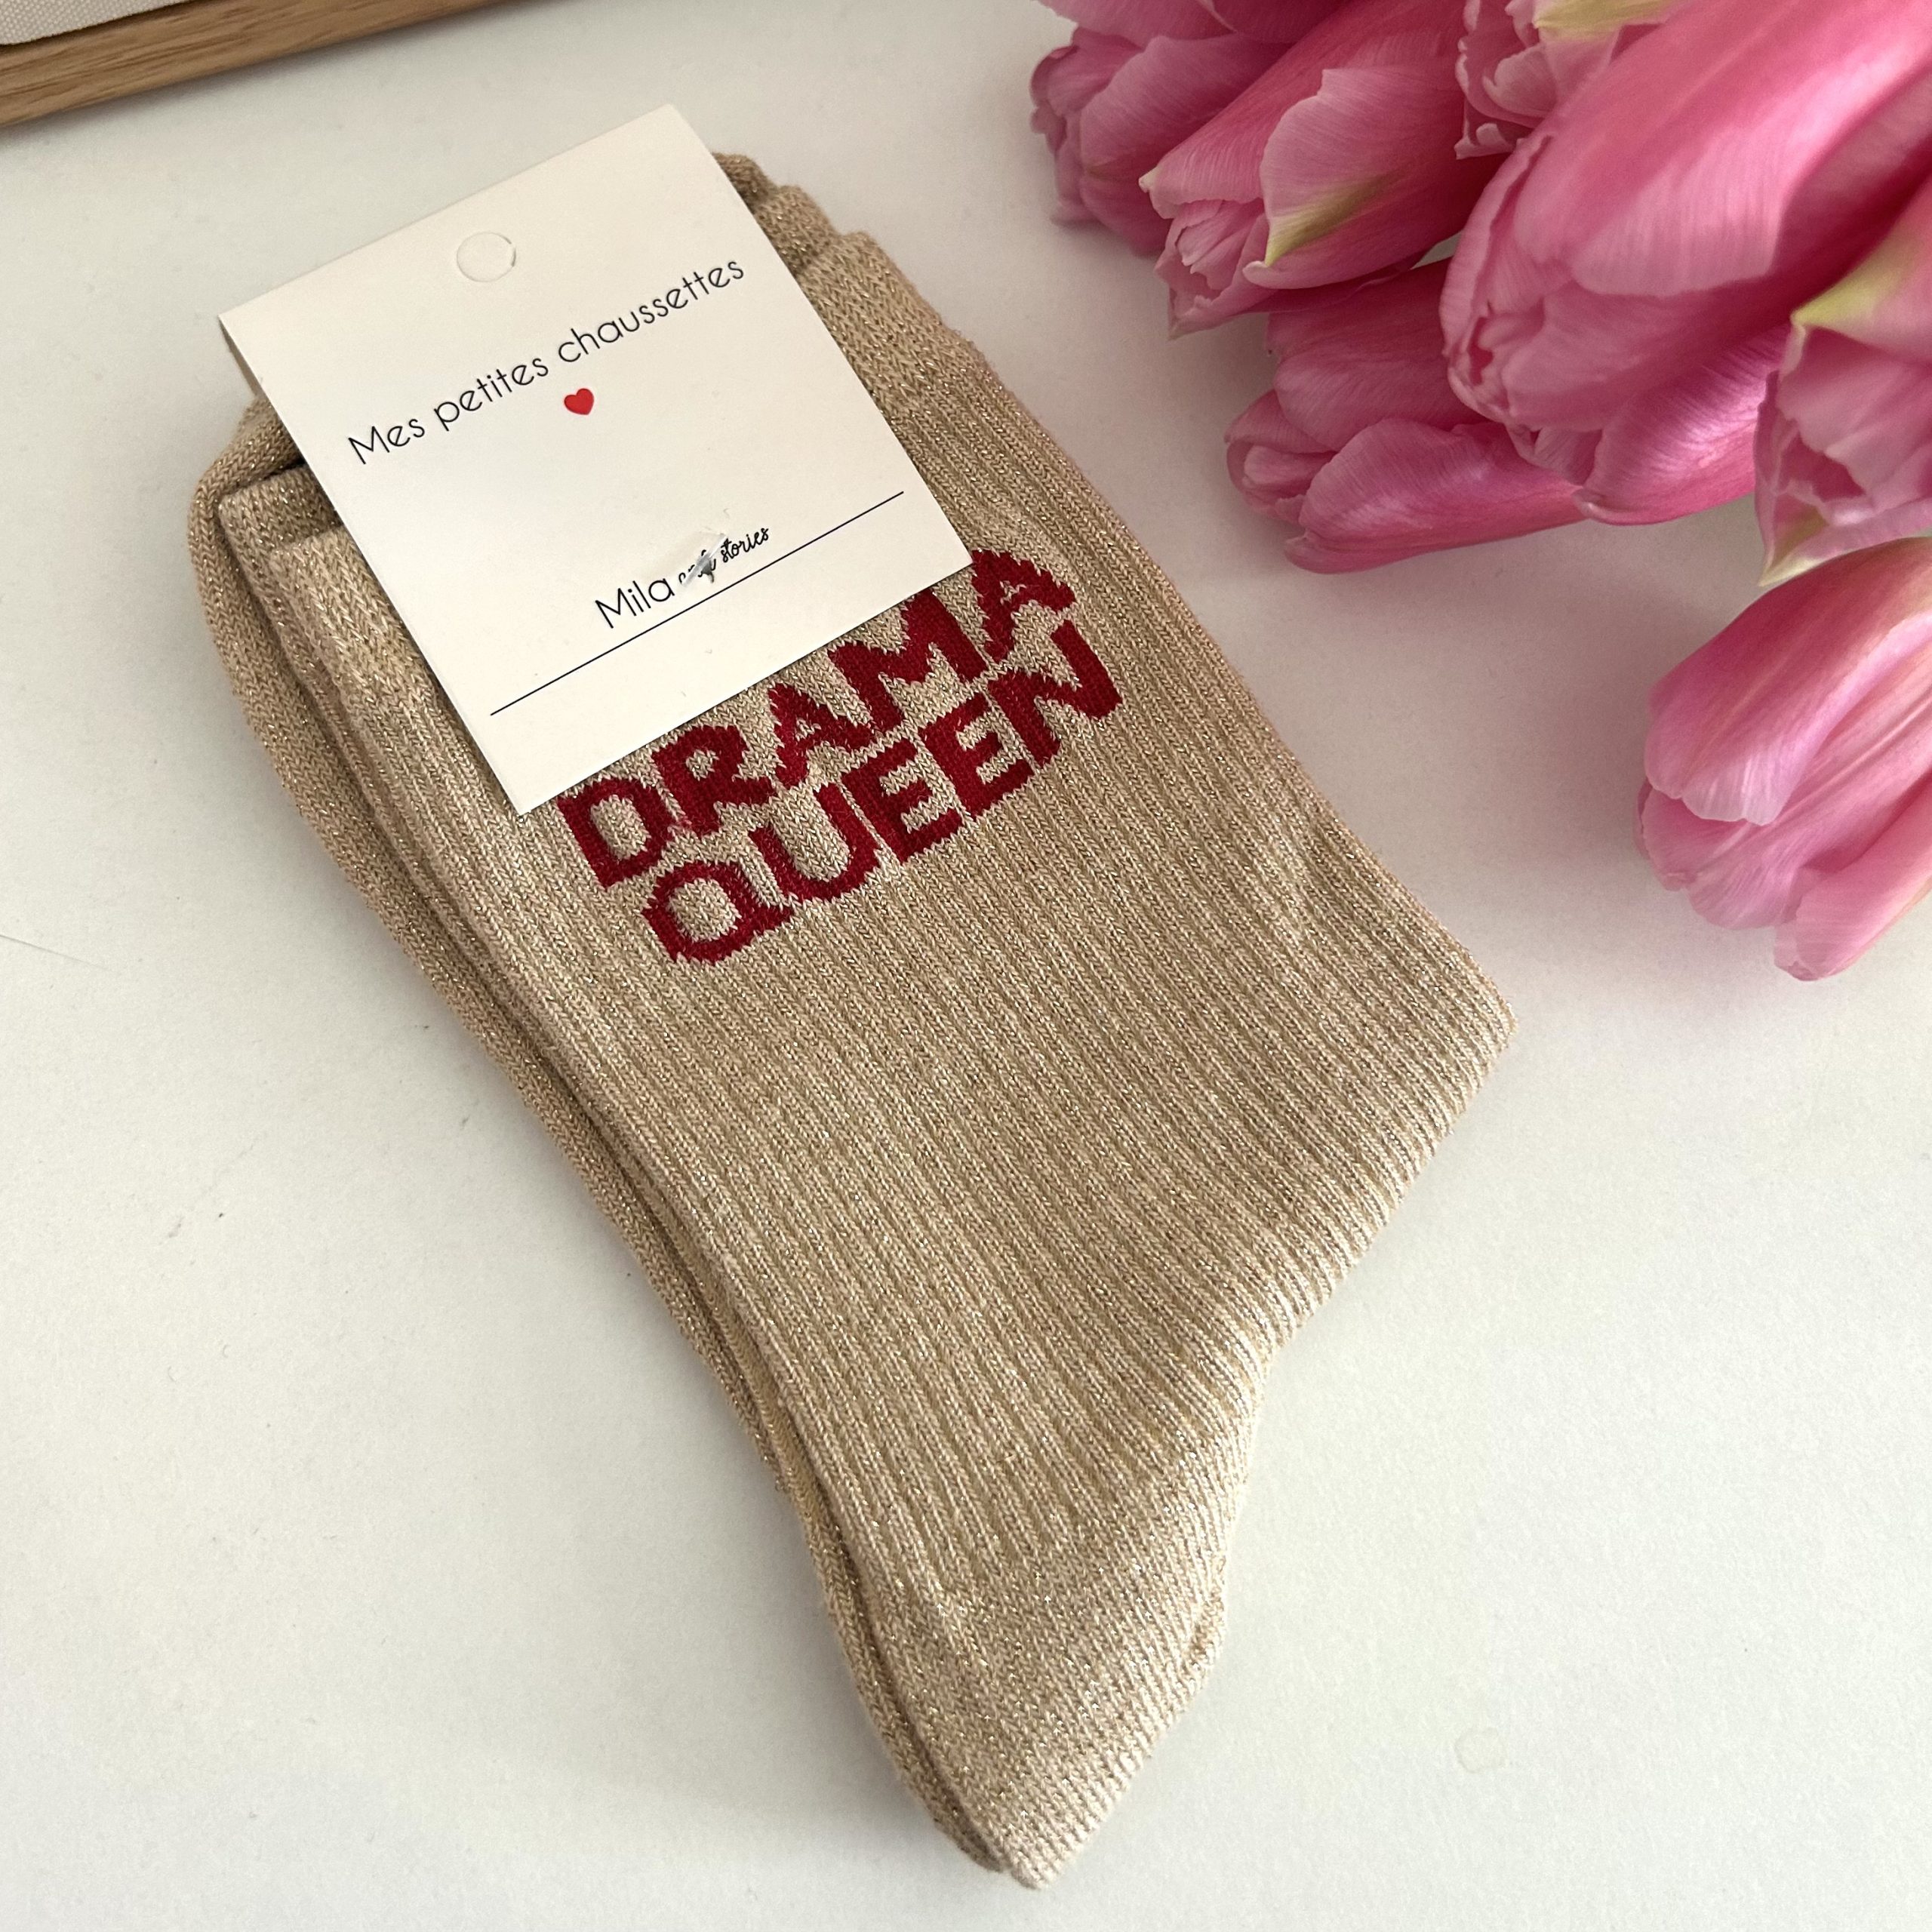 Mes petites chaussettes
Mila stories
DRAMA
QUEEN